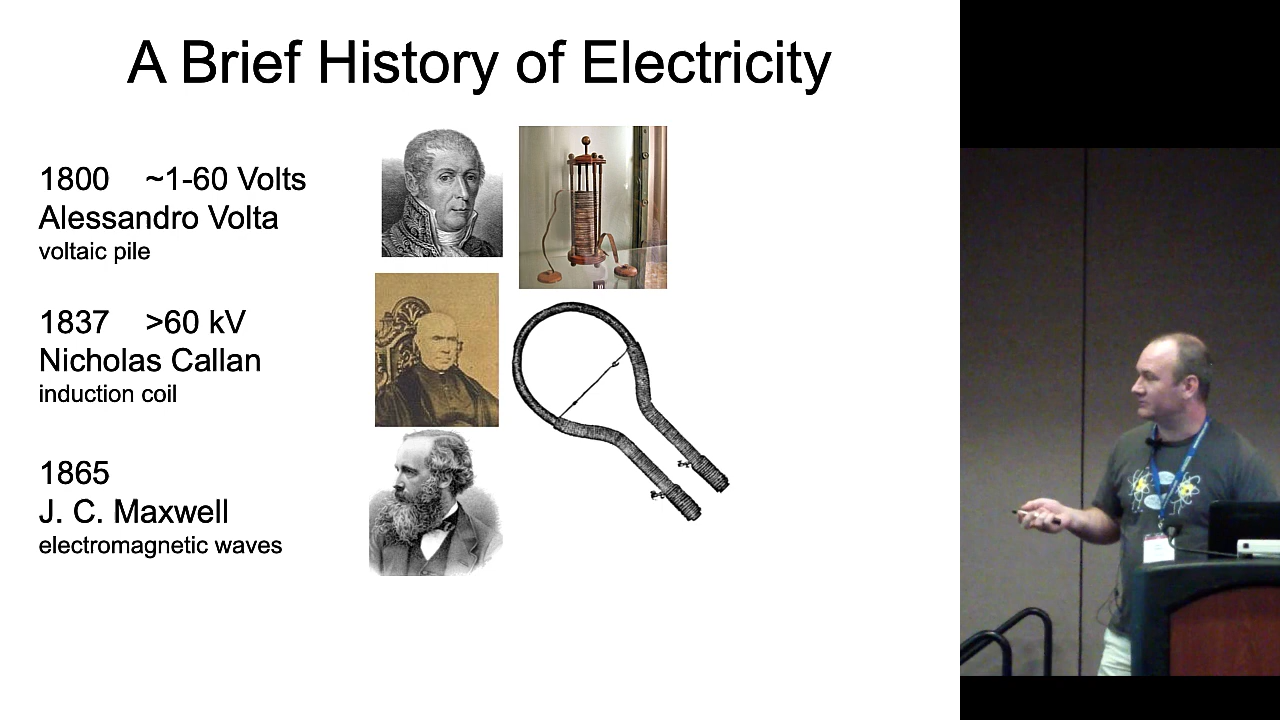 A Brief History of Electricity
1800 ~1-60 Volts
Alessandro Volta
voltaic pile
1837 >60 kV
Nicholas Callan
induction coil
1865
J. C. Maxwell
electromagnetic waves